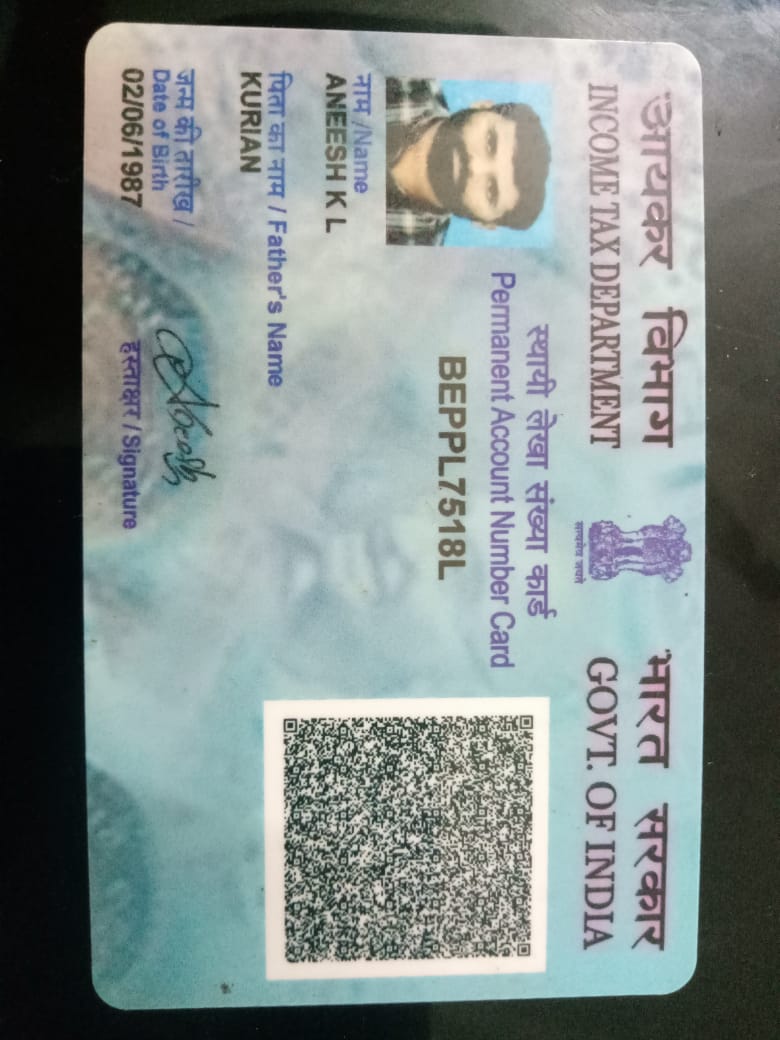 आयकर विभाग
INCOME TAX DEPARTMENT
सत्यमेव जयते
भारत सरकार
GOVT. OF INDIA
स्थायी लेखा संख्या कार्ड
Permanent Account Number Card
BEPPL7518L
नाम /Name
ANEESH K L
पिता का नाम / Father's Name
KURIAN
जन्म की तारीख /
Date of Birth
02/06/1987
हस्ताक्षर / Signature